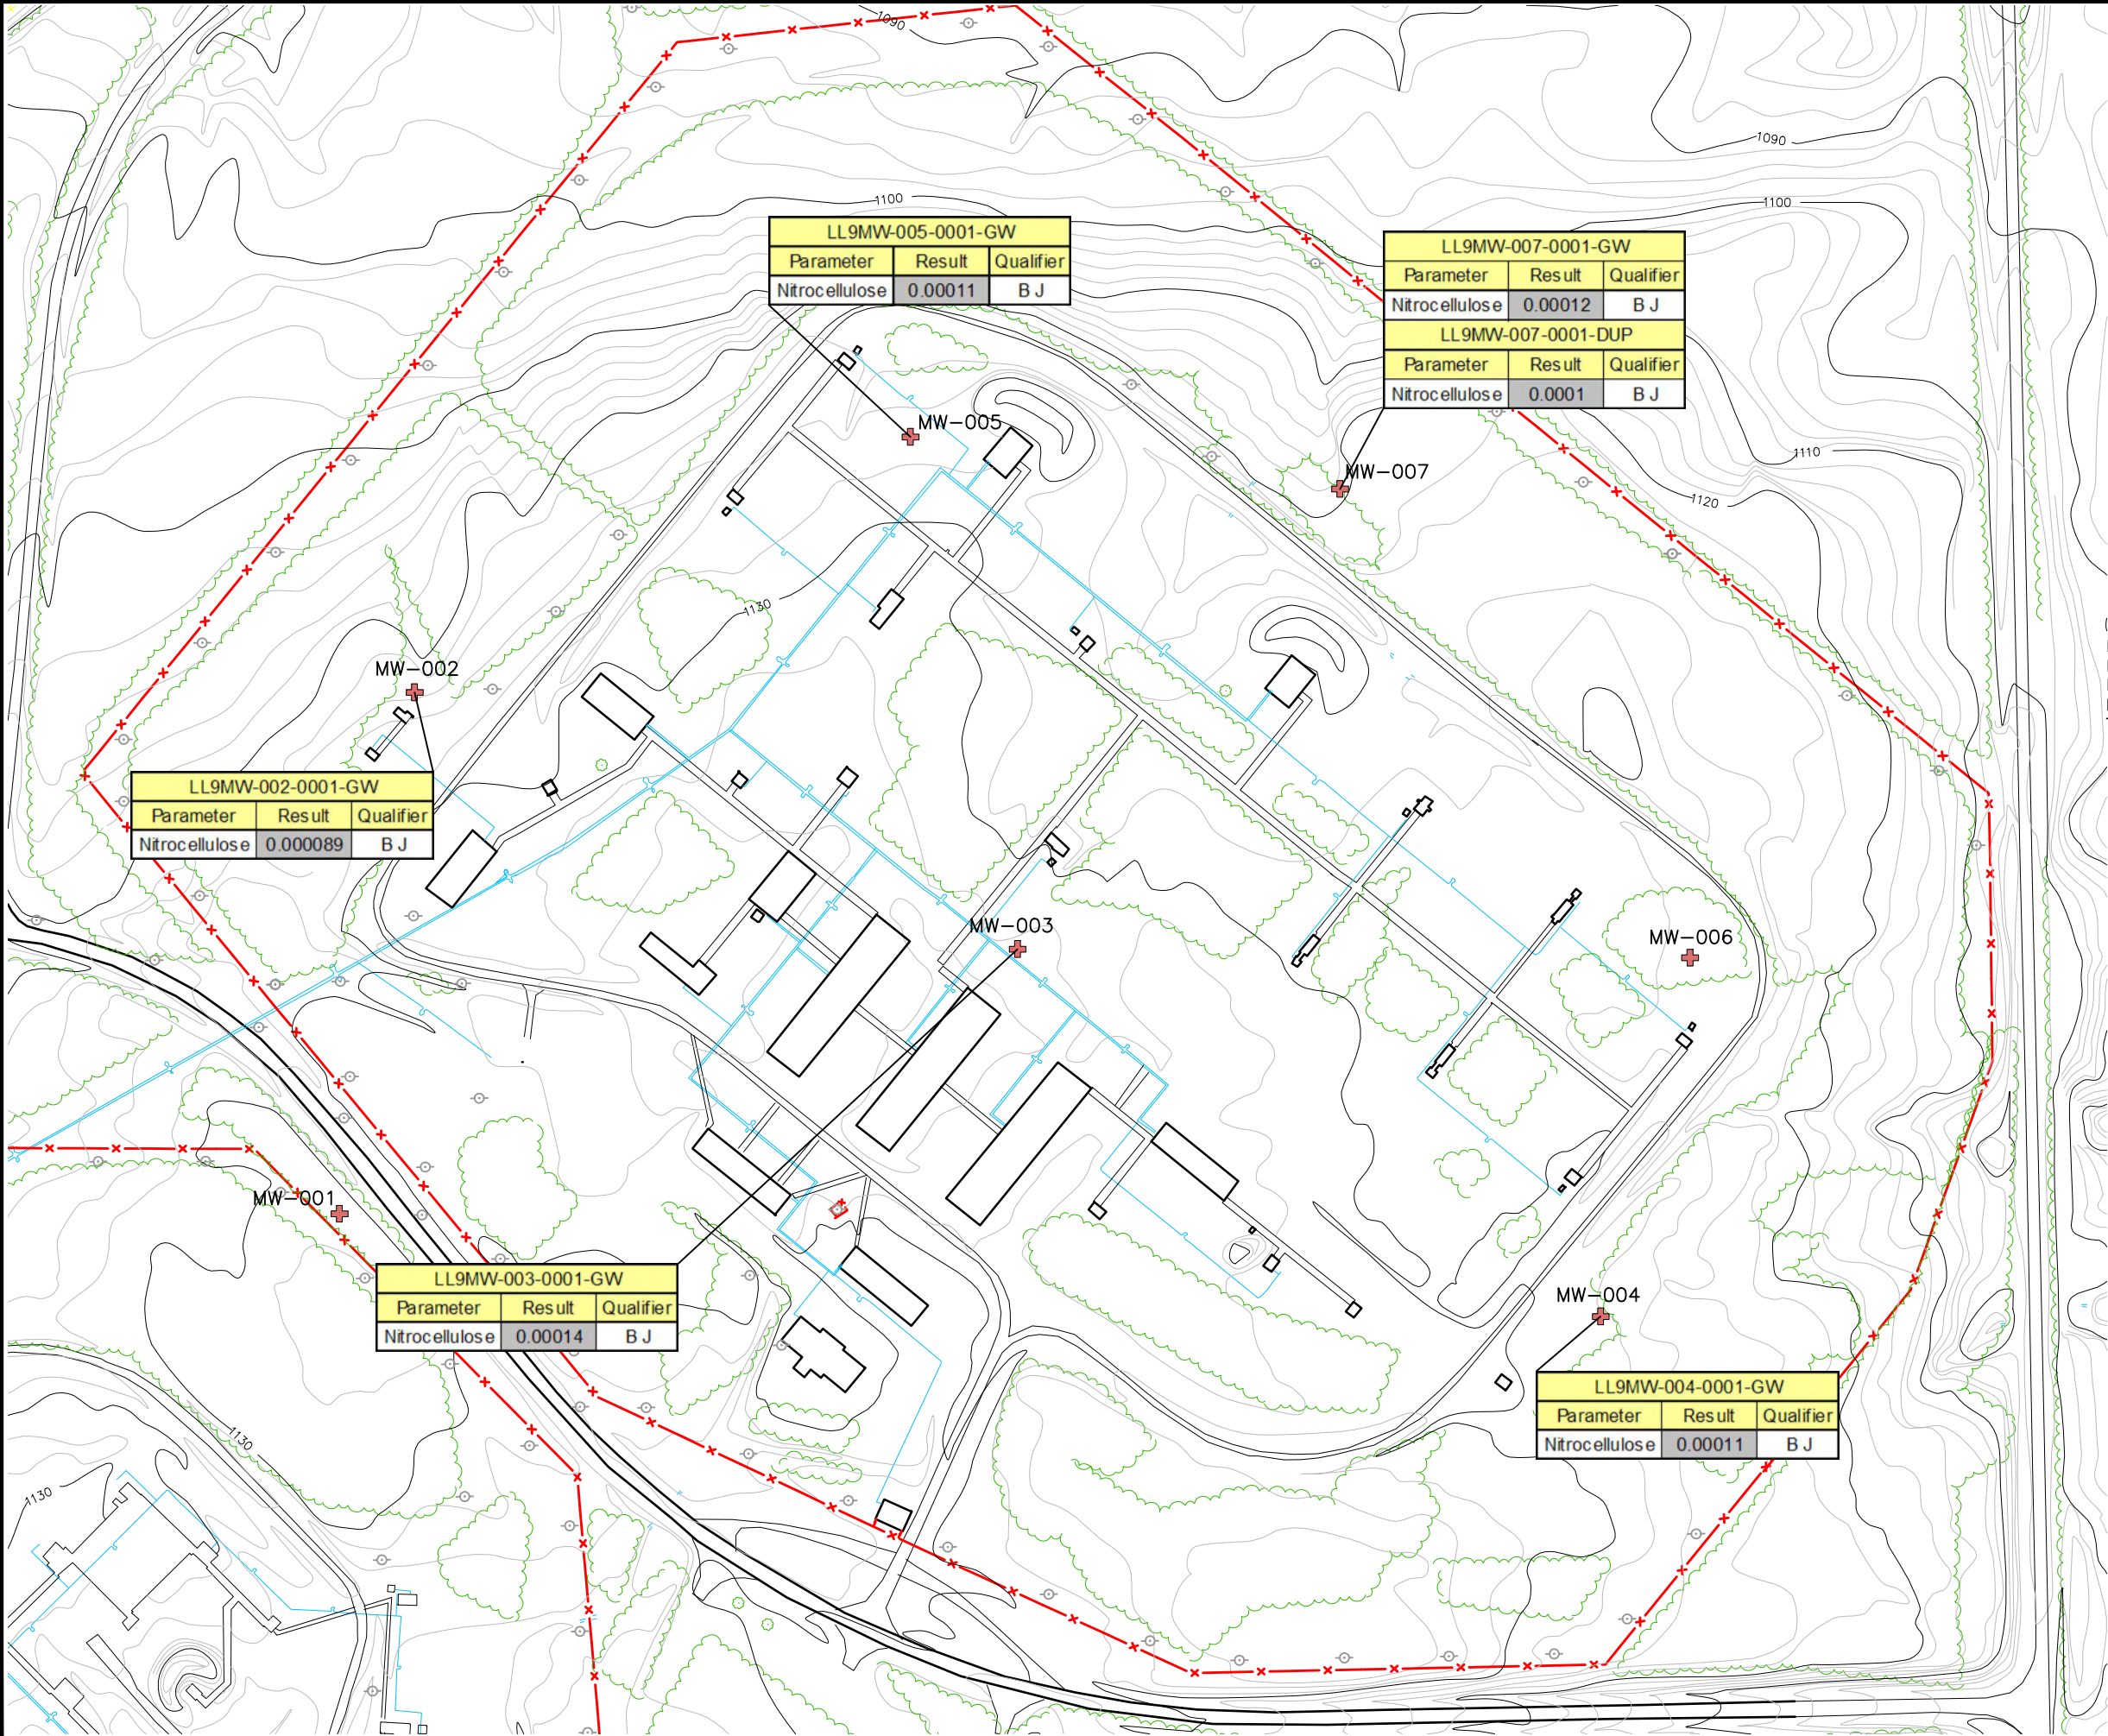 1090
1090
1100
1100
LL9MW-005-0001-GW
Parameter Result Qualifier
Nitrocellulose 0.00011 B J
LL9MW-007-0001-GW
Parameter Result Qualifier
Nitrocellulose 0.00012 B J
LL9MW-007-0001-DUP
Parameter Result Qualifier
Nitrocellulose 0.0001 B J
MW-005
1110
MW-007
1120
1130
MW-002
LL9MW-002-0001-GW
Parameter Result Qualifier
Nitrocellulose 0.000089 B J
MW-003
MW-006
MW-001
LL9MW-003-0001-GW
Parameter Result Qualifier
Nitrocellulose 0.00014 B J
MW-004
LL9MW-004-0001-GW
Parameter Result Qualifier
Nitrocellulose 0.00011 B J
1130
1130